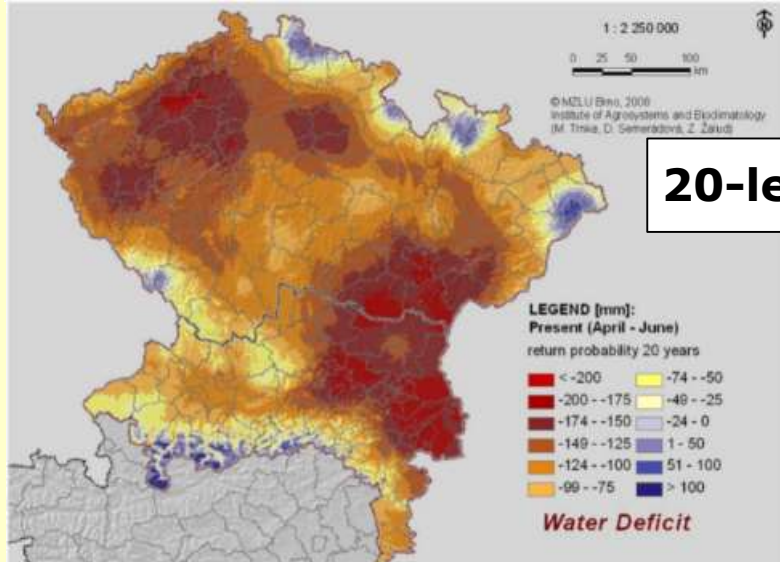 1 : 2 250 000
0 25 50 100
km
© MZLU Brno, 2006
Institute of Agrosystems and Bioclimatology
(M. Trnka, D. Semerádová, Z. Žalud)
20-le
LEGEND [mm]:
Present (April - June)
return probability 20 years
< -200
-200 - -175
-174 - -150
-149 - -125
-124 - -100
-99 - -75
-74 - -50
-49 - -25
-24 - 0
1 - 50
51 - 100
> 100
Water Deficit